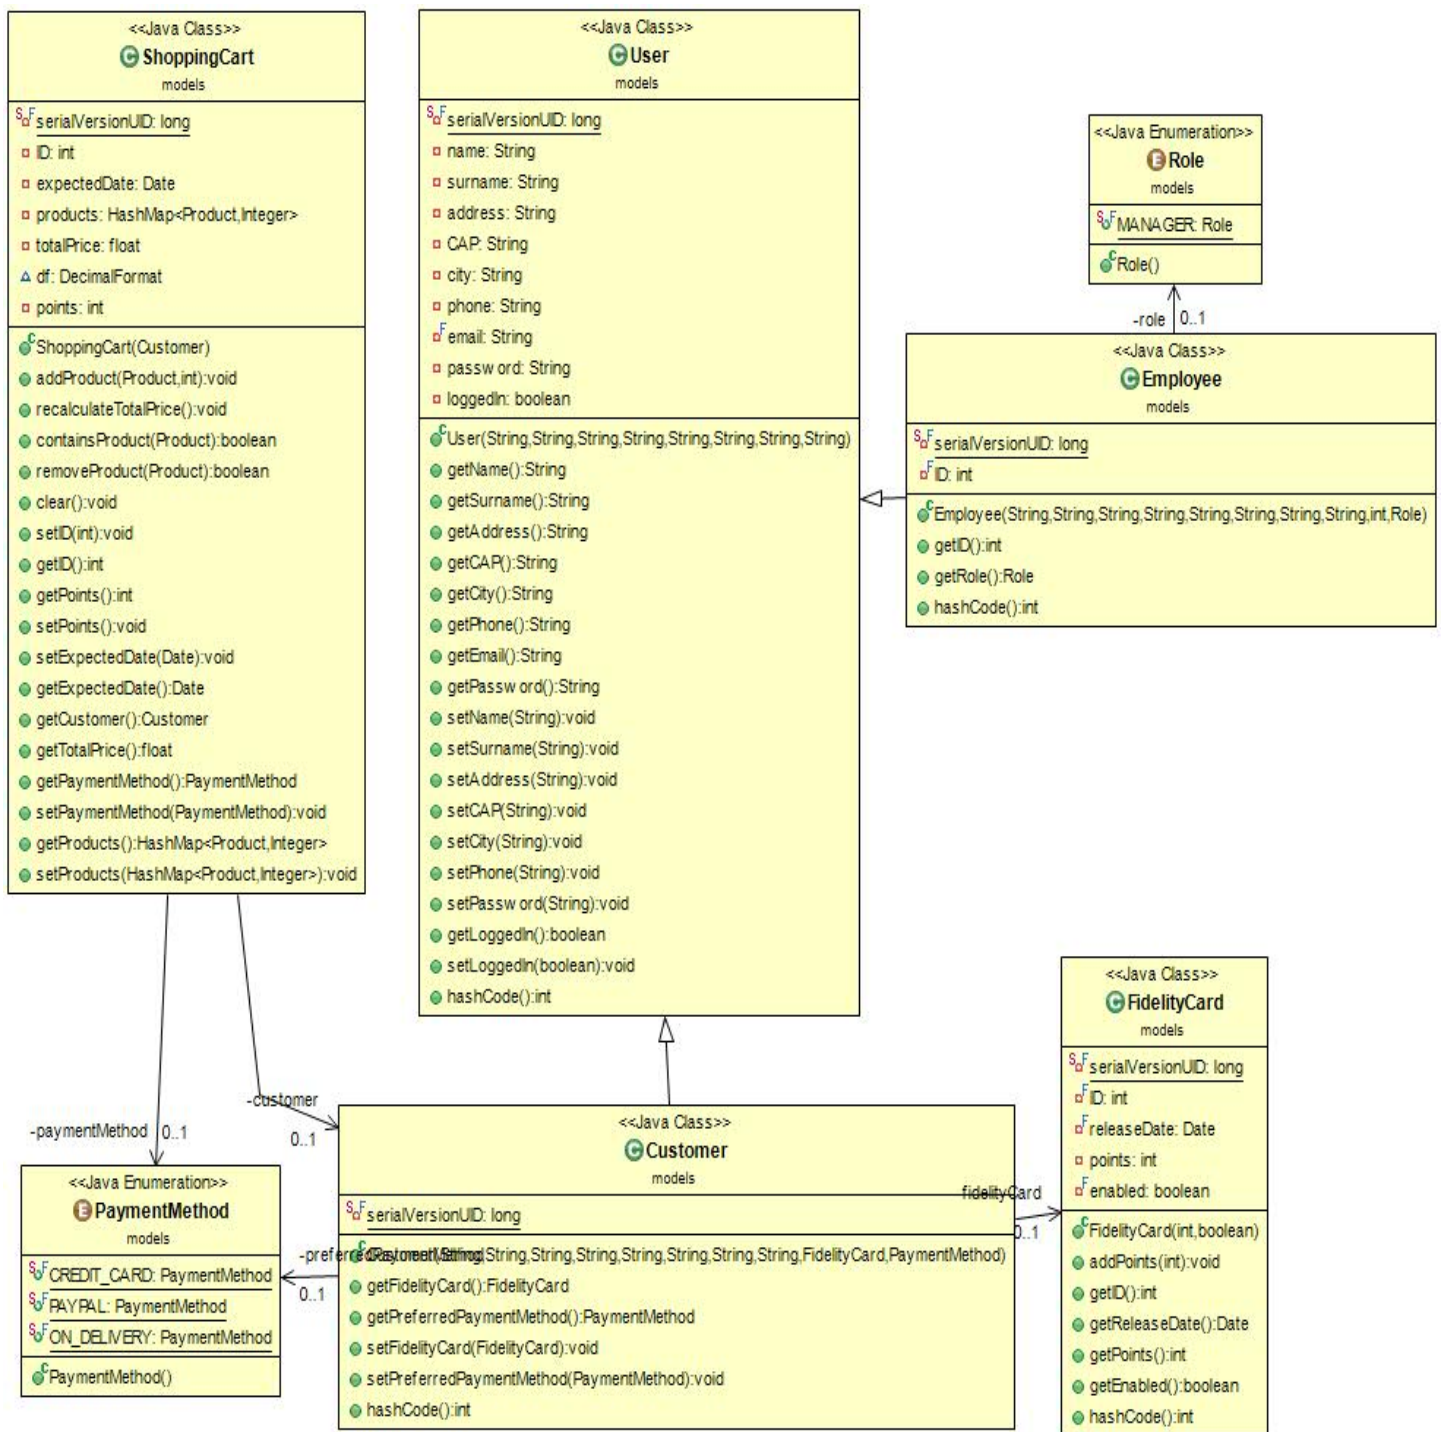 <<Java Class>>
ShoppingCart
models
serialVersionUID: long
ID: int
expectedDate: Date
products: HashMap<Product,Integer>
totalPrice: float
df: DecimalFormat
points: int
ShoppingCart(Customer)
addProduct(Product,int):void
recalculateTotalPrice():void
containsProduct(Product):boolean
removeProduct(Product):boolean
clear():void
setID(int):void
getID():int
getPoints():int
setPoints():void
setExpectedDate(Date):void
getExpectedDate():Date
getCustomer():Customer
getTotalPrice():float
getPaymentMethod():PaymentMethod
setPaymentMethod(PaymentMethod):void
getProducts():HashMap<Product,Integer>
setProducts(HashMap<Product,Integer>):void
<<Java Class>>
User
models
serialVersionUID: long
name: String
surname: String
address: String
CAP: String
city: String
phone: String
email: String
password: String
loggedIn: boolean
User(String,String,String,String,String,String,String,String)
getName():String
getSurname():String
getAddress():String
getCAP():String
getCity():String
getPhone():String
getEmail():String
getPassword():String
setName(String):void
setSurname(String):void
setAddress(String):void
setCAP(String):void
setCity(String):void
setPhone(String):void
setPassword(String):void
getLoggedIn():boolean
setLoggedIn(boolean):void
hashCode():int
<<Java Enumeration>>
Role
models
MANAGER: Role
Role()
-role 0..1
<<Java Class>>
Employee
models
serialVersionUID: long
ID: int
Employee(String,String,String,String,String,String,String,String,int,Role)
getID():int
getRole():Role
hashCode():int
-customer
0..1
-paymentMethod 0..1
<<Java Enumeration>>
PaymentMethod
models
CREDIT_CARD: PaymentMethod
PAYPAL: PaymentMethod
ON_DELIVERY: PaymentMethod
PaymentMethod()
<<Java Class>>
Customer
models
serialVersionUID: long
-preferredPaymentMethod
0..1
Customer(String,String,String,String,String,String,String,String,FidelityCard,PaymentMethod)
getFidelityCard():FidelityCard
getPreferredPaymentMethod():PaymentMethod
setFidelityCard(FidelityCard):void
setPreferredPaymentMethod(PaymentMethod):void
hashCode():int
fidelityCard
0..1
<<Java Class>>
FidelityCard
models
serialVersionUID: long
ID: int
releaseDate: Date
points: int
enabled: boolean
FidelityCard(int,boolean)
addPoints(int):void
getID():int
getReleaseDate():Date
getPoints():int
getEnabled():boolean
hashCode():int